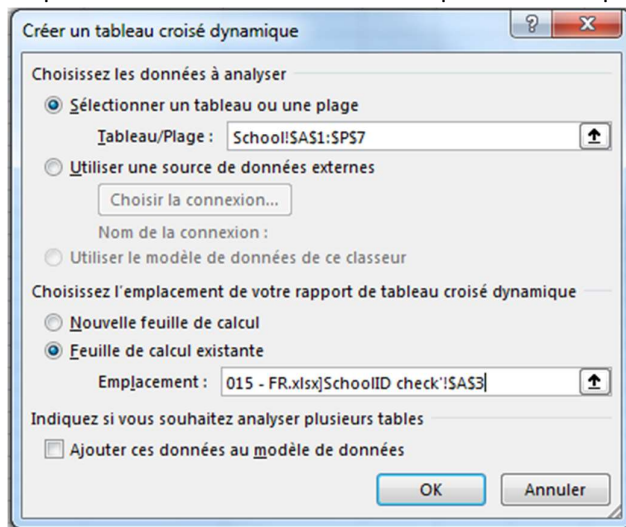 Créer un tableau croisé dynamique
Choisissez les données à analyser
Sélectionner un tableau ou une plage
Tableau/Plage : School!$A$1:$P$7
Utiliser une source de données externes
Choisir la connexion...
Nom de la connexion :
Utiliser le modèle de données de ce classeur
Choisissez l'emplacement de votre rapport de tableau croisé dynamique
Nouvelle feuille de calcul
Feuille de calcul existante
Emplacement : 015 - FR.xlsx]SchoolID check'!$A$3
Indiquez si vous souhaitez analyser plusieurs tables
Ajouter ces données au modèle de données
OK Annuler